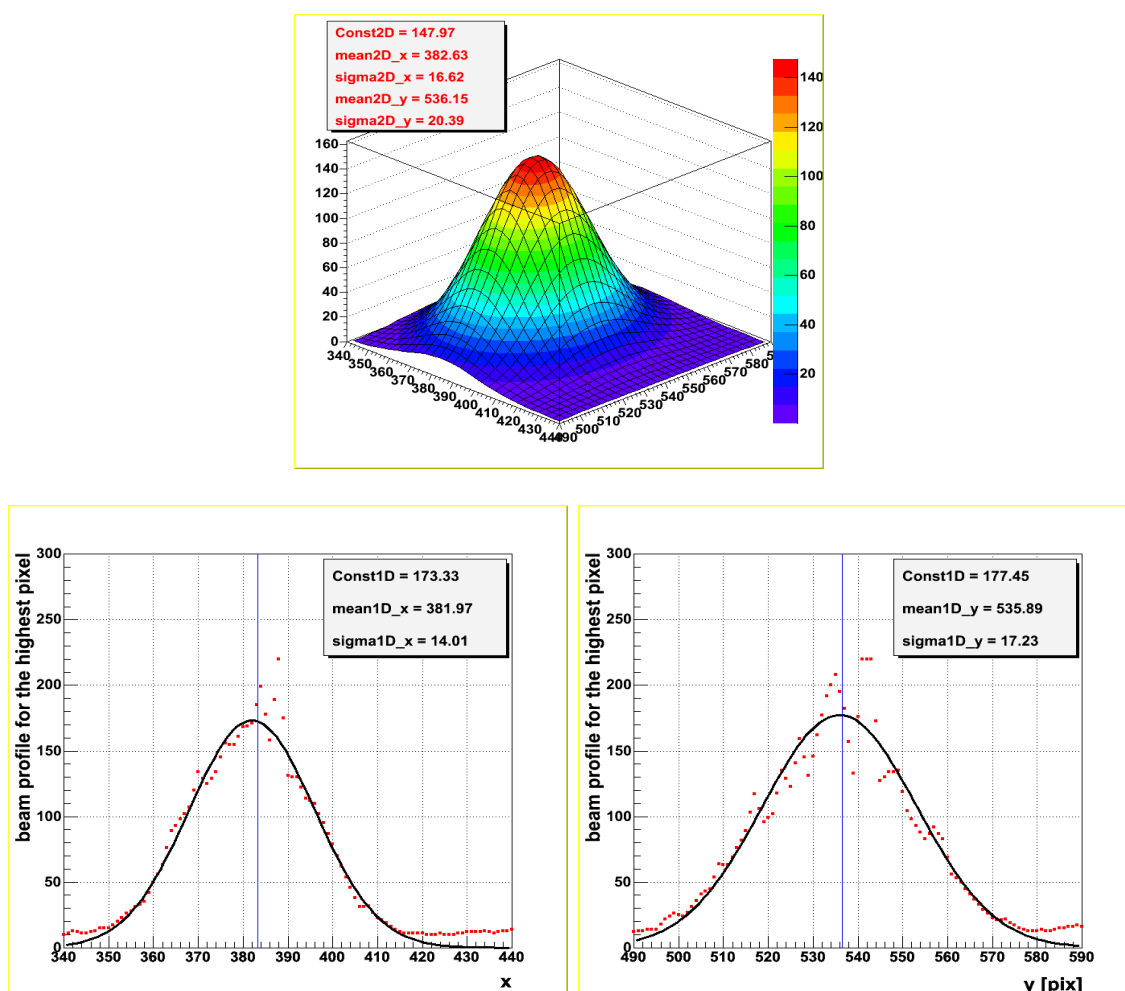 Const2D = 147.97
mean2D_x = 382.63
sigma2D_x = 16.62
mean2D_y = 536.15
sigma2D_y = 20.39
160
140
120
100
80
60
40
20
0
340 350 360 370 380 390 400 410 420 430 440
490 500 510 520 530 540 550 560 570 580
140
120
100
80
60
40
20
beam profile for the highest pixel
300
250
200
150
100
50
0
340 350 360 370 380 390 400 410 420 430 440
x
Const1D = 173.33
mean1D_x = 381.97
sigma1D_x = 14.01
beam profile for the highest pixel
300
250
200
150
100
50
0
490 500 510 520 530 540 550 560 570 580 590
y [pix]
Const1D = 177.45
mean1D_y = 535.89
sigma1D_y = 17.23